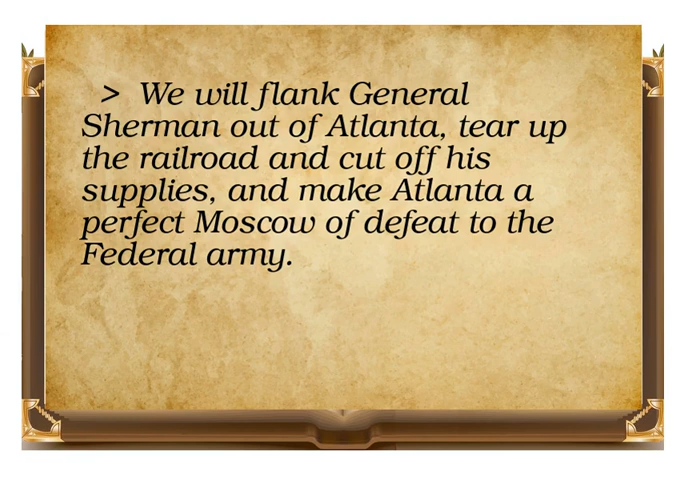 > We will flank General
Sherman out of Atlanta, tear up
the railroad and cut off his
supplies, and make Atlanta a
perfect Moscow of defeat to the
Federal army.